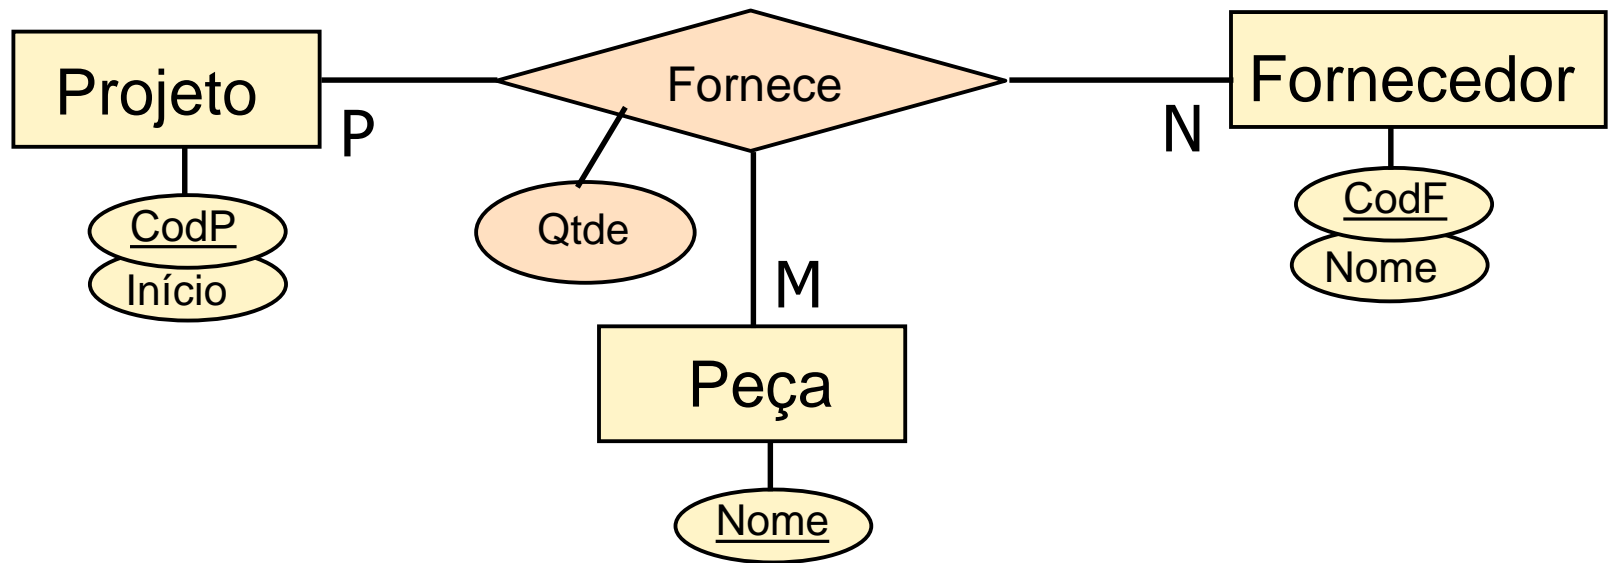 Projeto
Fornece
Fornecedor
P
N
CodP
Início
Qtde
CodF
Nome
M
Peça
Nome